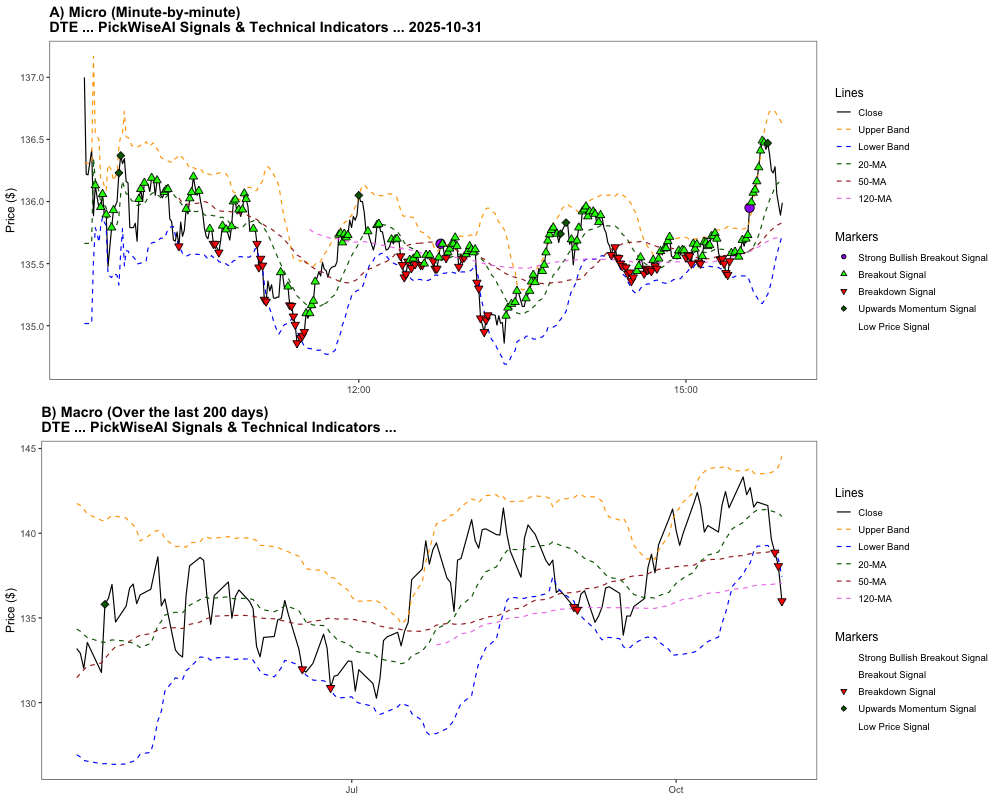 A) Micro (Minute-by-minute)
DTE ... PickWiseAI Signals & Technical Indicators ... 2025-10-31
137.0
136.5
136.0
135.5
135.0
Price ($)
12:00
15:00
Lines
Close
Upper Band
Lower Band
20-MA
50-MA
120-MA
Markers
Strong Bullish Breakout Signal
Breakout Signal
Breakdown Signal
Upwards Momentum Signal
Low Price Signal
B) Macro (Over the last 200 days)
DTE ... PickWiseAI Signals & Technical Indicators ...
145
140
135
130
Price ($)
Jul
Oct
Lines
Close
Upper Band
Lower Band
20-MA
50-MA
120-MA
Markers
Strong Bullish Breakout Signal
Breakout Signal
Breakdown Signal
Upwards Momentum Signal
Low Price Signal